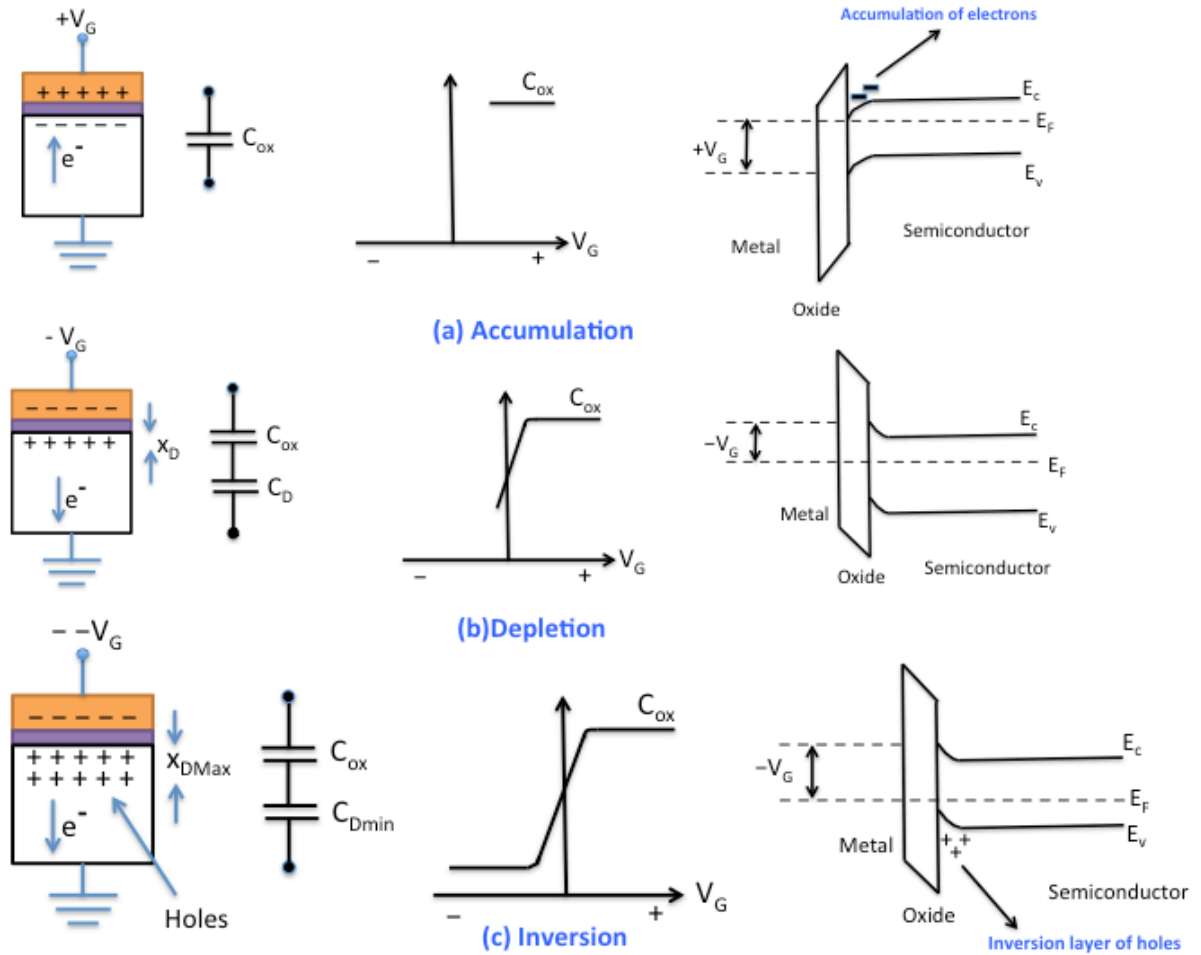 +V_G
+ + + + +
– – – – – –
e⁻
C_ox
C_ox
–
+
V_G
Accumulation of electrons
E_c
E_F
E_v
+V_G
Metal
Semiconductor
Oxide
(a) Accumulation
- V_G
– – – – –
+ + + + +
x_D
e⁻
C_ox
C_D
C_ox
–
+
V_G
E_c
–V_G
E_F
Metal
E_v
Oxide
Semiconductor
(b)Depletion
– –V_G
– – – – –
+ + + + +
+ + + + +
x_DMax
e⁻
Holes
C_ox
C_Dmin
C_ox
–
+
V_G
E_c
–V_G
E_F
E_v
+ + +
+ +
Metal
Semiconductor
Oxide
Inversion layer of holes
(c) Inversion